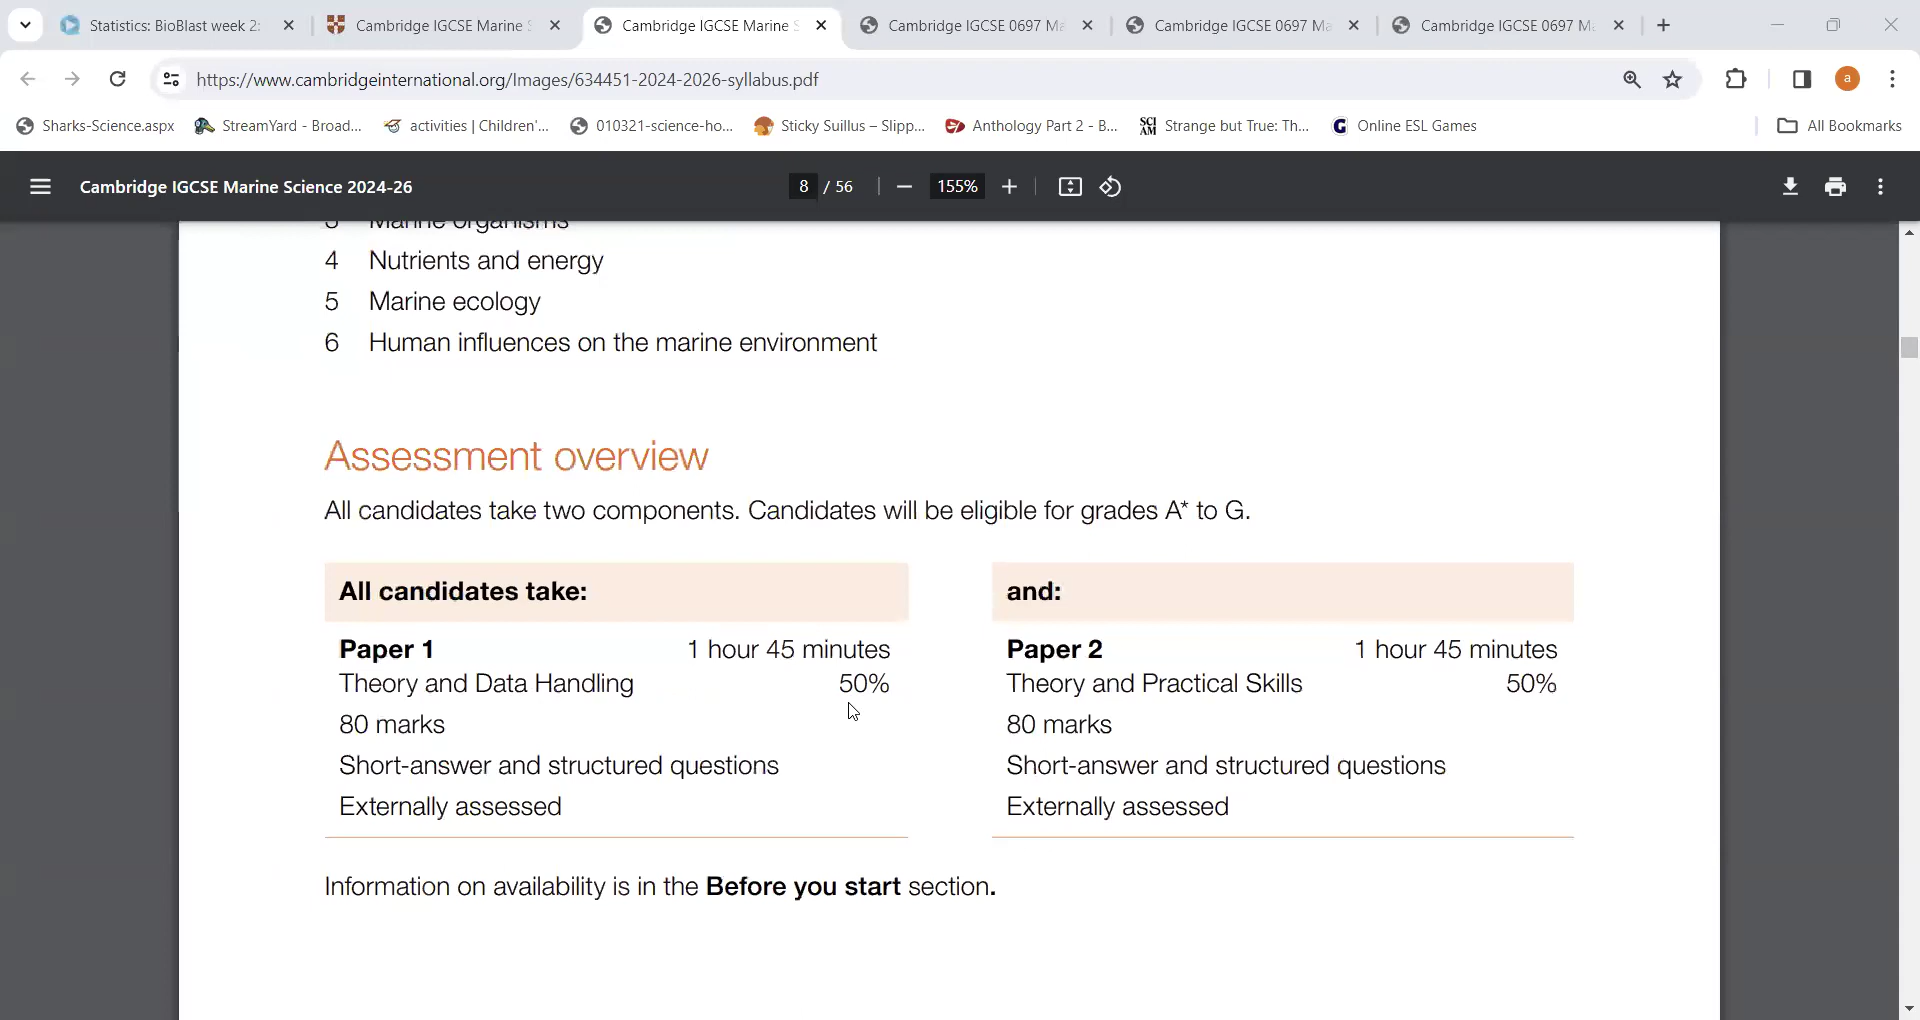 Statistics: BioBlast week 2:
Cambridge IGCSE Marine S
Cambridge IGCSE Marine S
Cambridge IGCSE 0697 Ma
Cambridge IGCSE 0697 Ma
Cambridge IGCSE 0697 Ma
https://www.cambridgeinternational.org/Images/634451-2024-2026-syllabus.pdf
a
Sharks-Science.aspx
StreamYard - Broad...
activities | Children'...
010321-science-ho...
Sticky Suillus – Slipp...
Anthology Part 2 - B...
SCI AM
Strange but True: Th...
G
Online ESL Games
All Bookmarks
Cambridge IGCSE Marine Science 2024-26
8 / 56
155%
3 Marine organisms
4 Nutrients and energy
5 Marine ecology
6 Human influences on the marine environment
Assessment overview
All candidates take two components. Candidates will be eligible for grades A* to G.
All candidates take:
Paper 1 1 hour 45 minutes
Theory and Data Handling 50%
80 marks
Short-answer and structured questions
Externally assessed
and:
Paper 2 1 hour 45 minutes
Theory and Practical Skills 50%
80 marks
Short-answer and structured questions
Externally assessed
Information on availability is in the Before you start section.